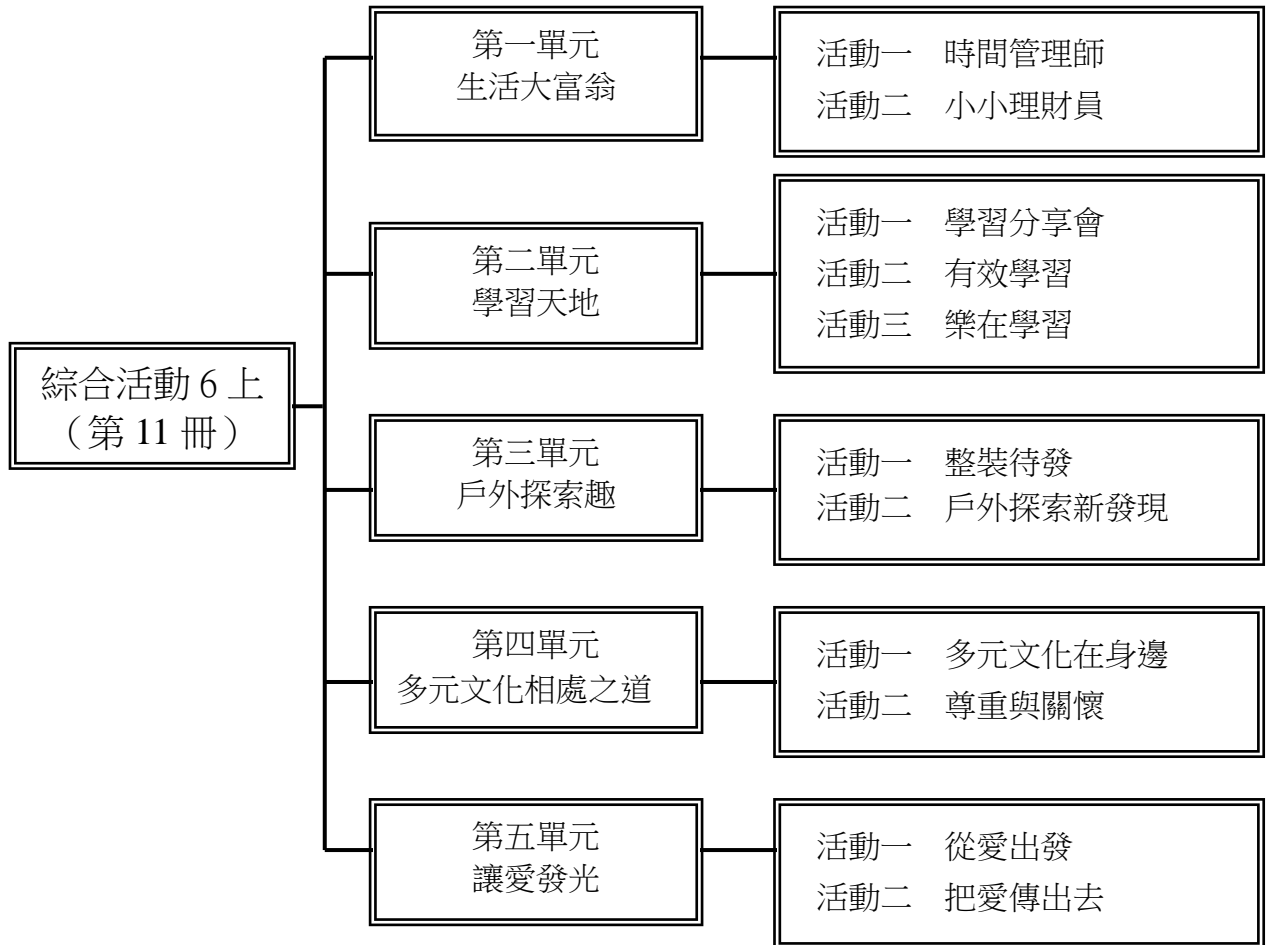 綜合活動 6 上
（第 11 冊）
第一單元
生活大富翁
活動一　時間管理師
活動二　小小理財員
第二單元
學習天地
活動一　學習分享會
活動二　有效學習
活動三　樂在學習
第三單元
戶外探索趣
活動一　整裝待發
活動二　戶外探索新發現
第四單元
多元文化相處之道
活動一　多元文化在身邊
活動二　尊重與關懷
第五單元
讓愛發光
活動一　從愛出發
活動二　把愛傳出去